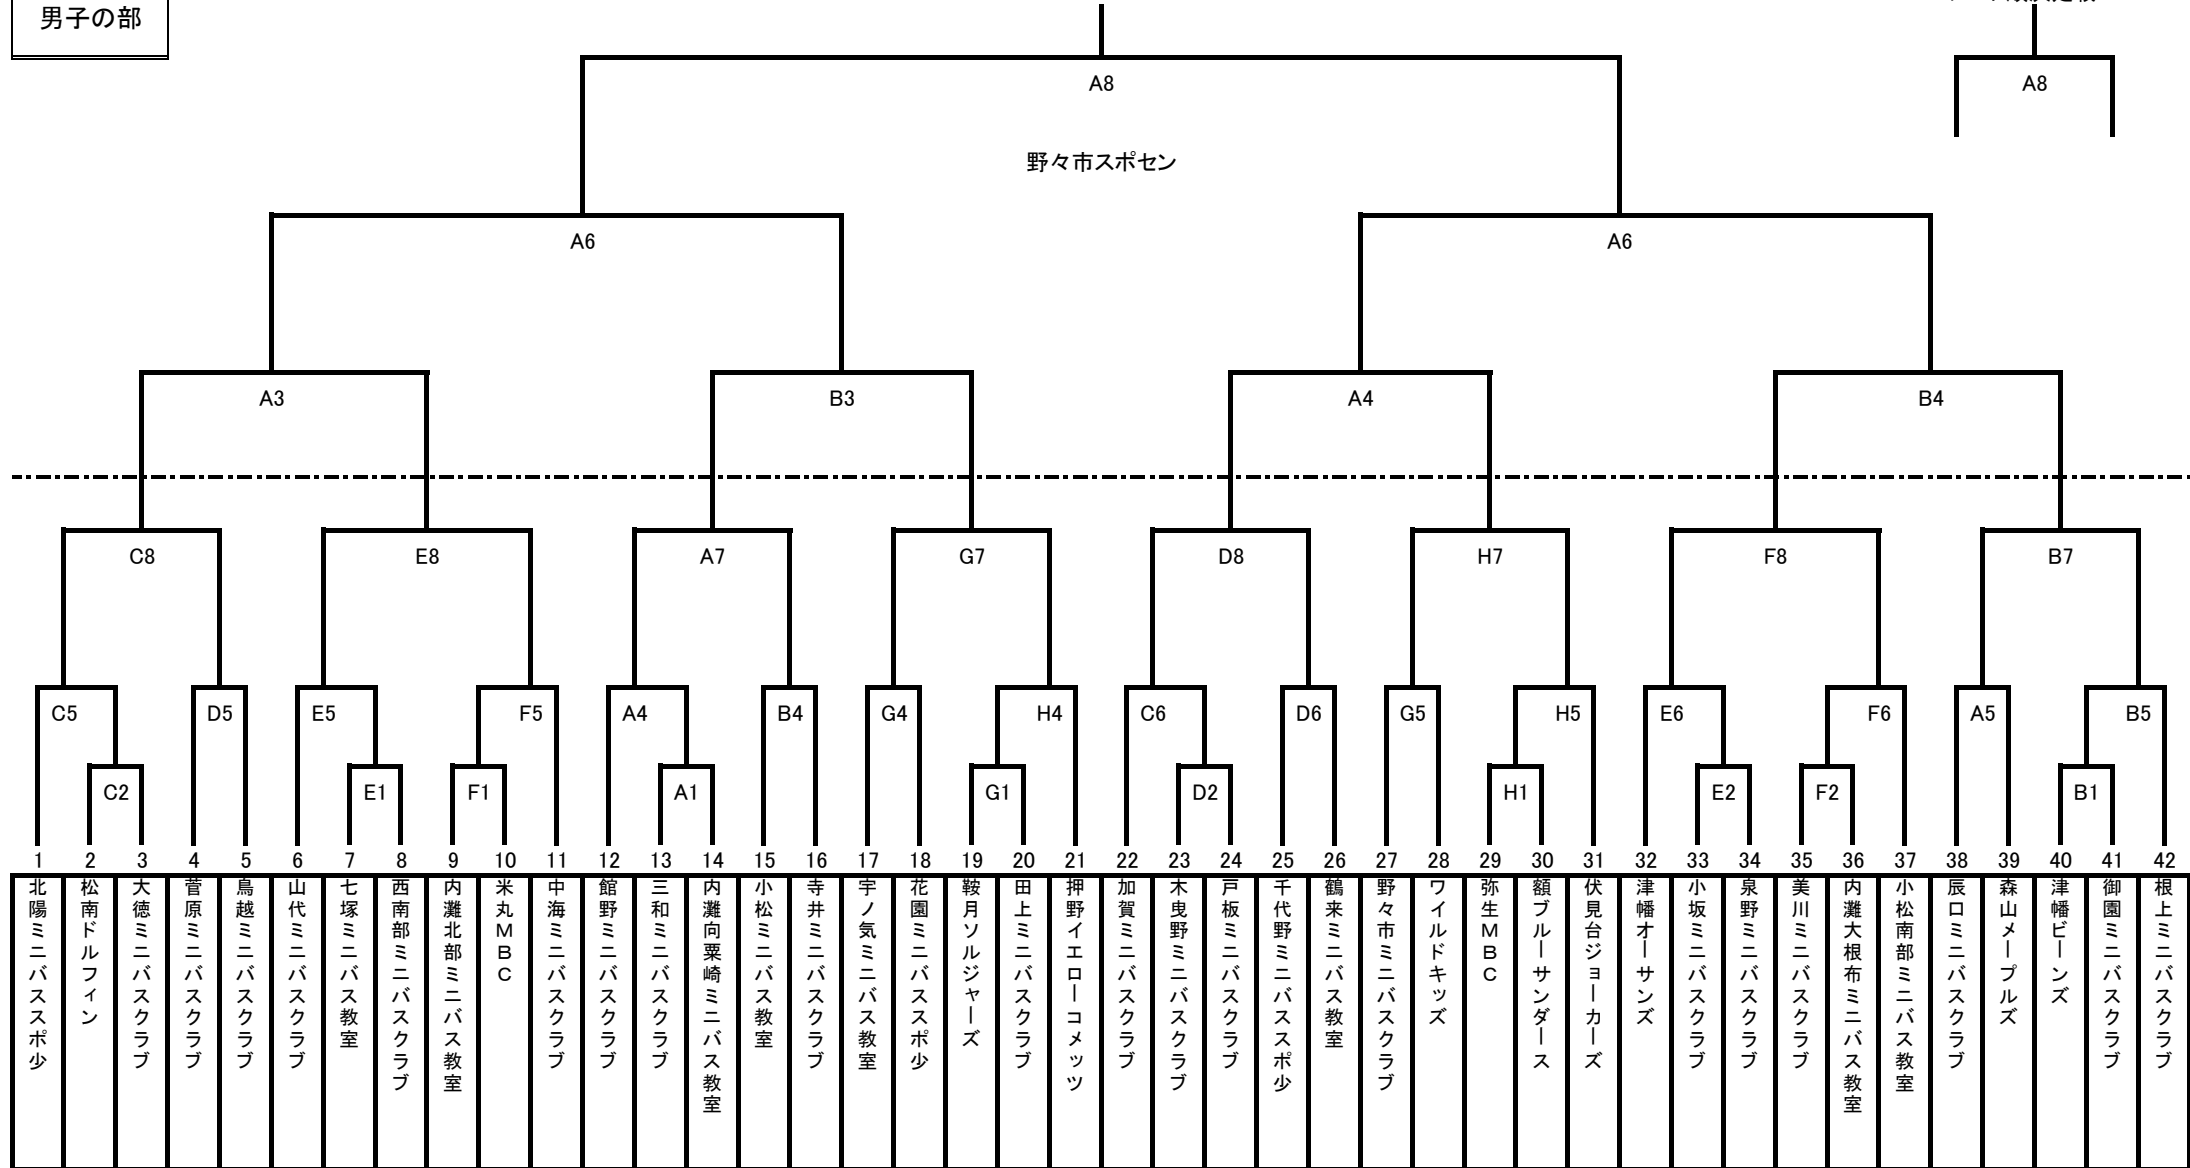 男子の部
A8
A8
野々市スポセン
A6
A6
A3
B3
A4
B4
C8
E8
A7
G7
D8
H7
F8
B7
C5
D5
E5
F5
A4
B4
G4
H4
C6
D6
G5
H5
E6
F6
A5
B5
C2
E1
F1
A1
G1
D2
H1
E2
F2
B1
1
2
3
4
5
6
7
8
9
10
11
12
13
14
15
16
17
18
19
20
21
22
23
24
25
26
27
28
29
30
31
32
33
34
35
36
37
38
39
40
41
42
北陽ミニバススポ少
松南ドルフィン
大徳ミニバスクラブ
菅原ミニバスクラブ
鳥越ミニバスクラブ
山代ミニバスクラブ
七塚ミニバス教室
西南部ミニバスクラブ
内灘北部ミニバス教室
米丸MBC
中海ミニバスクラブ
館野ミニバスクラブ
三和ミニバスクラブ
内灘向粟崎ミニバス教室
小松ミニバス教室
寺井ミニバスクラブ
宇ノ気ミニバス教室
花園ミニバススポ少
鞍月ソルジャーズ
田上ミニバスクラブ
押野イエローコメッツ
加賀ミニバスクラブ
木曳野ミニバスクラブ
戸板ミニバスクラブ
千代野ミニバススポ少
鶴来ミニバス教室
野々市ミニバスクラブ
ワイルドキッズ
弥生MBC
額ブルーサンダース
伏見台ジョーカーズ
津幡オーサンズ
小坂ミニバスクラブ
泉野ミニバスクラブ
美川ミニバスクラブ
内灘大根布ミニバス教室
小松南部ミニバス教室
辰口ミニバスクラブ
森山メープルズ
津幡ビーンズ
御園ミニバスクラブ
根上ミニバスクラブ